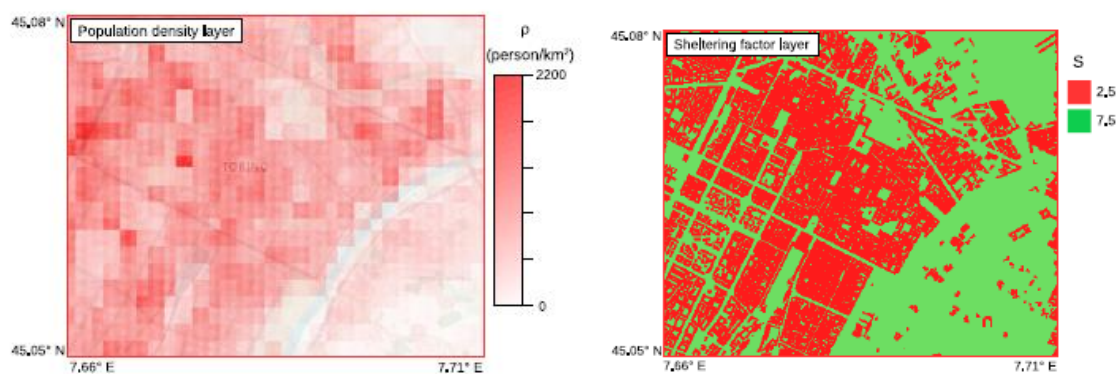 45.08° N
Population density layer
ρ
(person/km²)
2200
0
TORINO
45.05° N
7.66° E
7.71° E
45.08° N
Sheltering factor layer
S
2.5
7.5
45.05° N
7.66° E
7.71° E